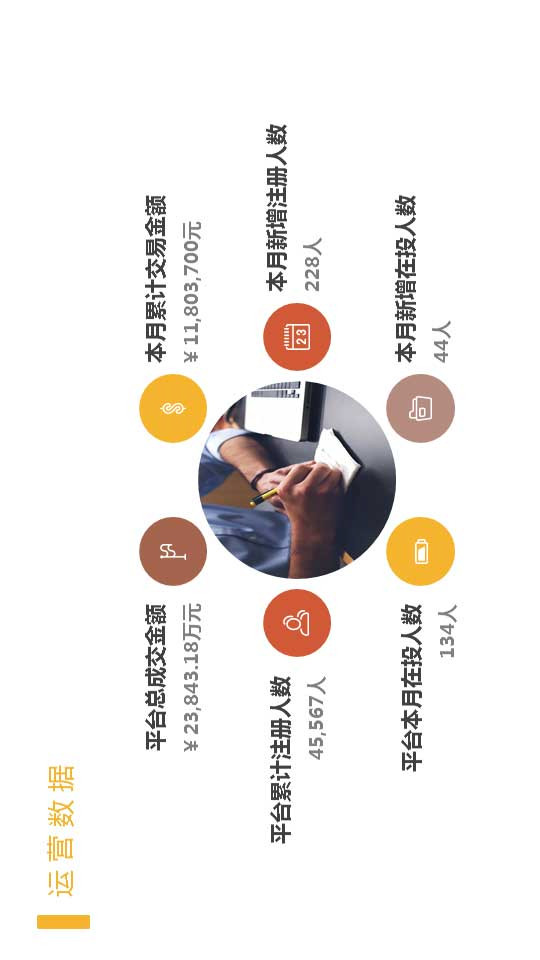 运营数据
平台总成交金额
¥ 23,843.18万元
本月累计交易金额
¥ 11,803,700元
平台累计注册人数
45,567人
本月新增注册人数
228人
23
平台本月在投人数
134人
本月新增在投人数
44人